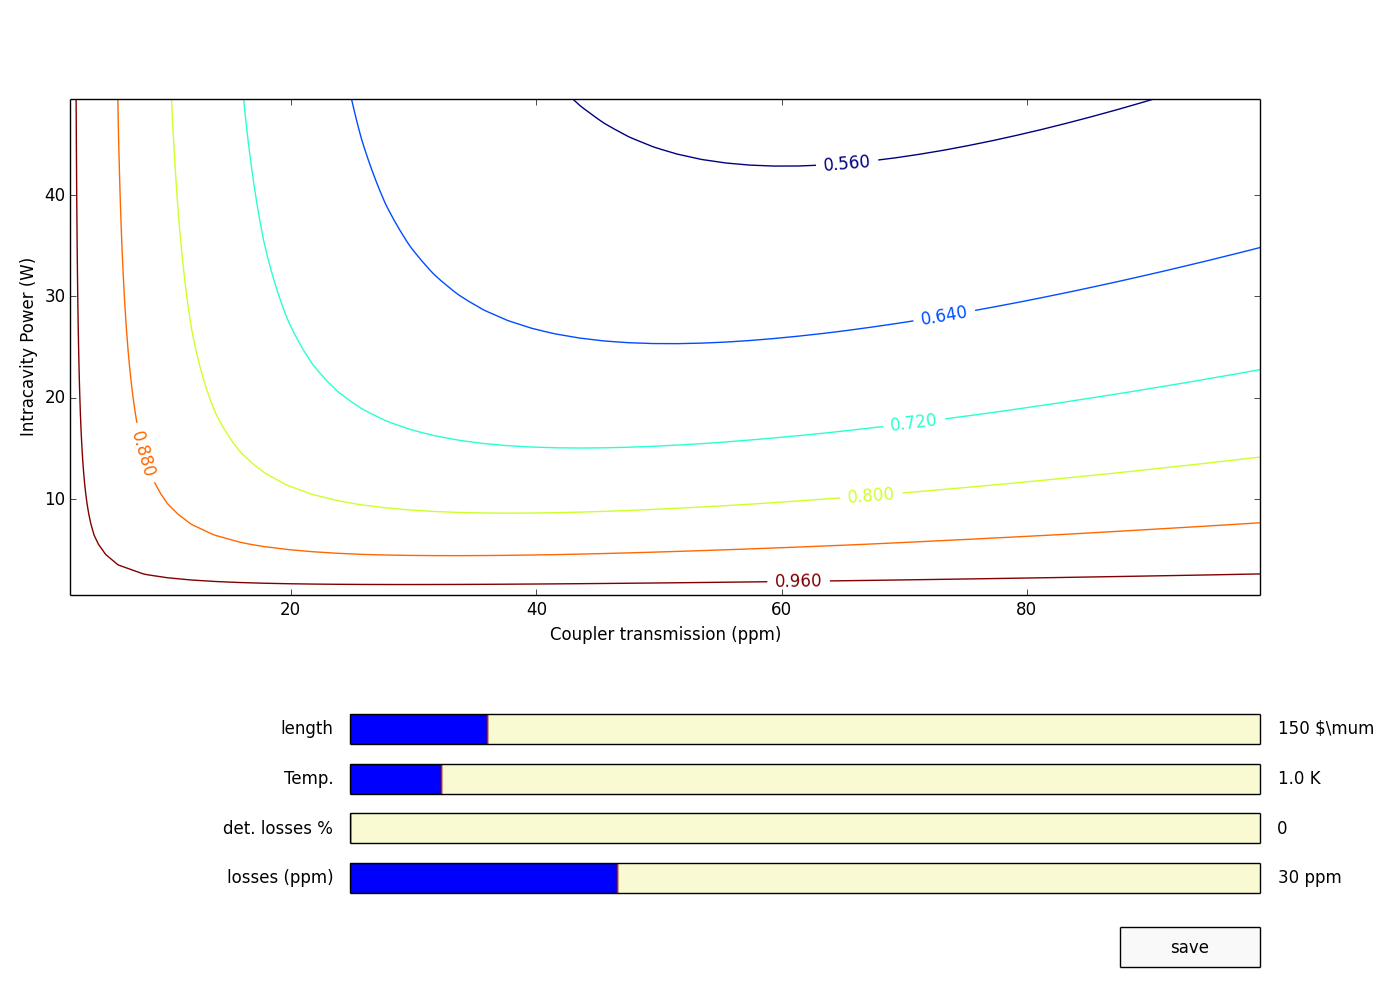 0.560
40
0.640
30
Intracavity Power (W)
20
0.720
0.880
0.800
10
0.960
20 40 60 80
Coupler transmission (ppm)
length 150 $\mum
Temp. 1.0 K
det. losses % 0
losses (ppm) 30 ppm
save